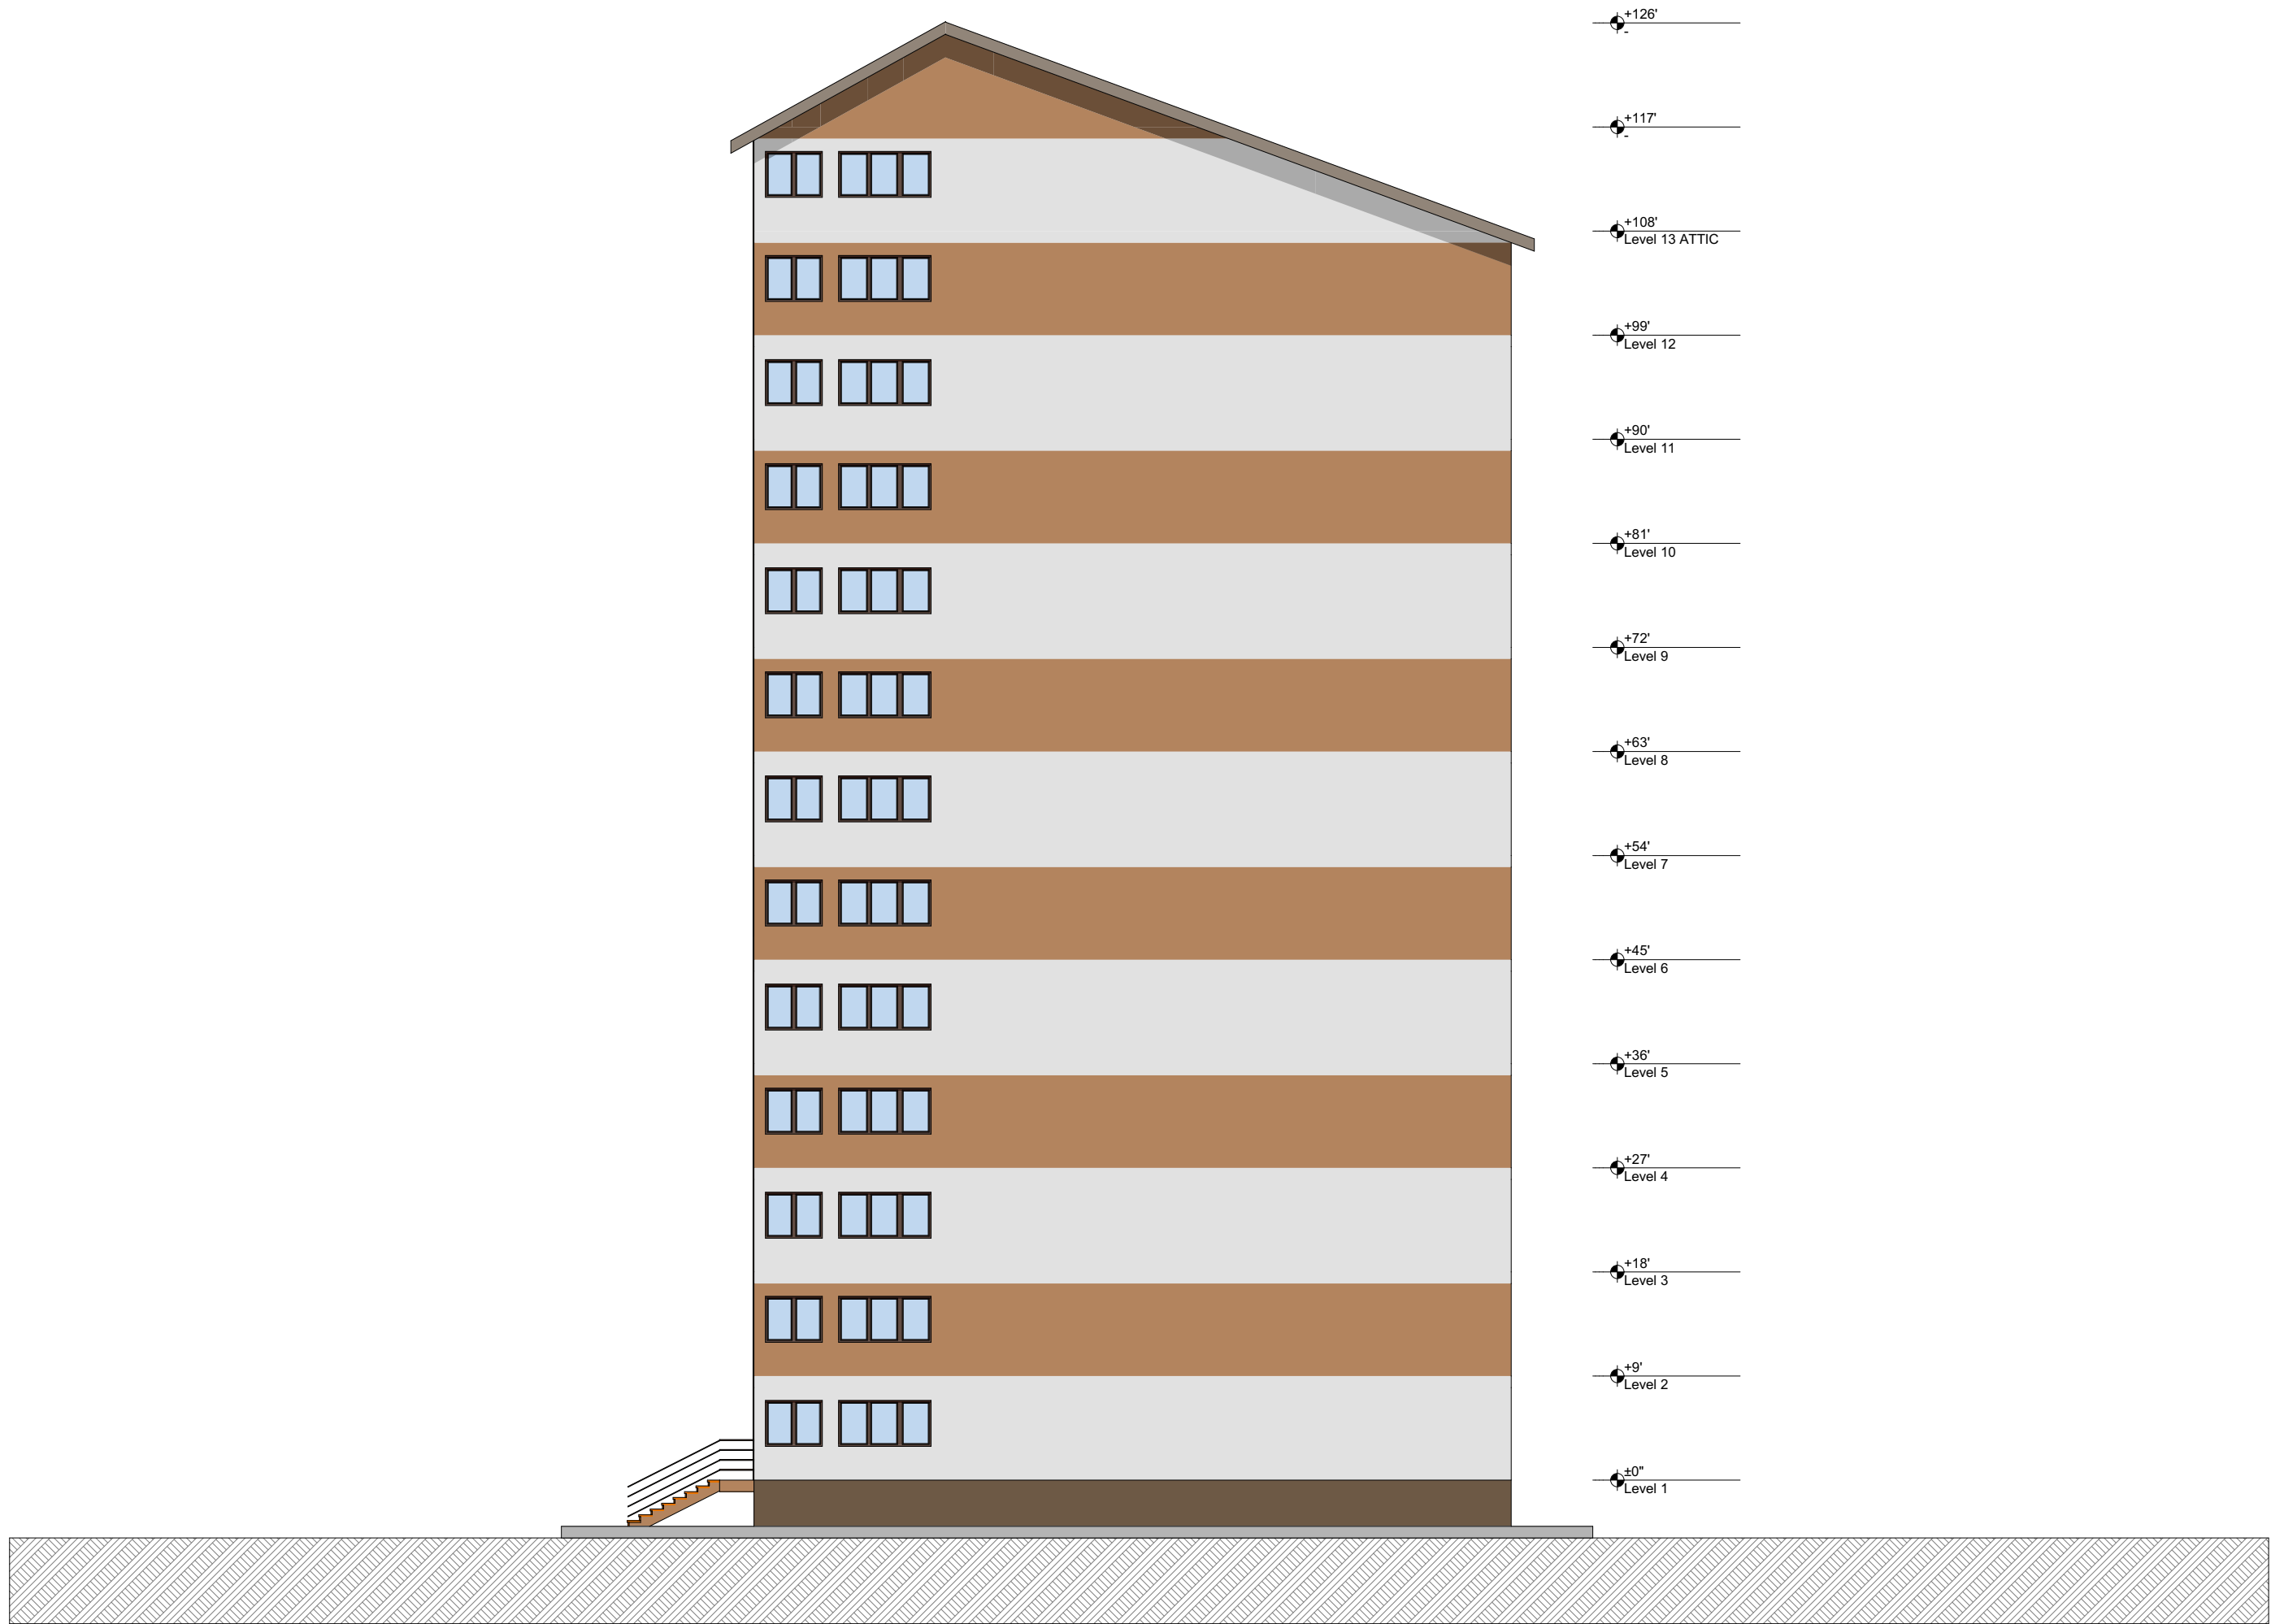 +126'
-
+117'
-
+108'
Level 13 ATTIC
+99'
Level 12
+90'
Level 11
+81'
Level 10
+72'
Level 9
+63'
Level 8
+54'
Level 7
+45'
Level 6
+36'
Level 5
+27'
Level 4
+18'
Level 3
+9'
Level 2
±0"
Level 1